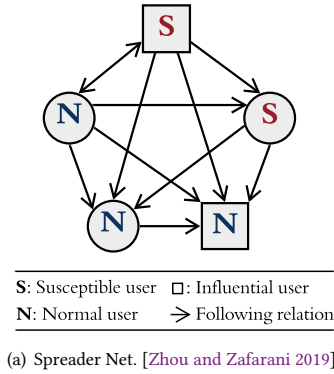 S
N
S
N
N
S: Susceptible user □: Influential user
N: Normal user → Following relation
(a) Spreader Net. [Zhou and Zafarani 2019]